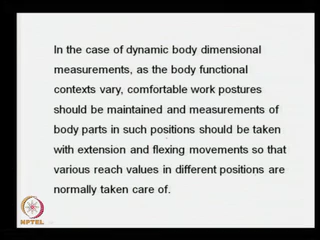 In the case of dynamic body dimensional
measurements, as the body functional
contexts vary, comfortable work postures
should be maintained and measurements of
body parts in such positions should be taken
with extension and flexing movements so that
various reach values in different positions are
normally taken care of.
NPTEL